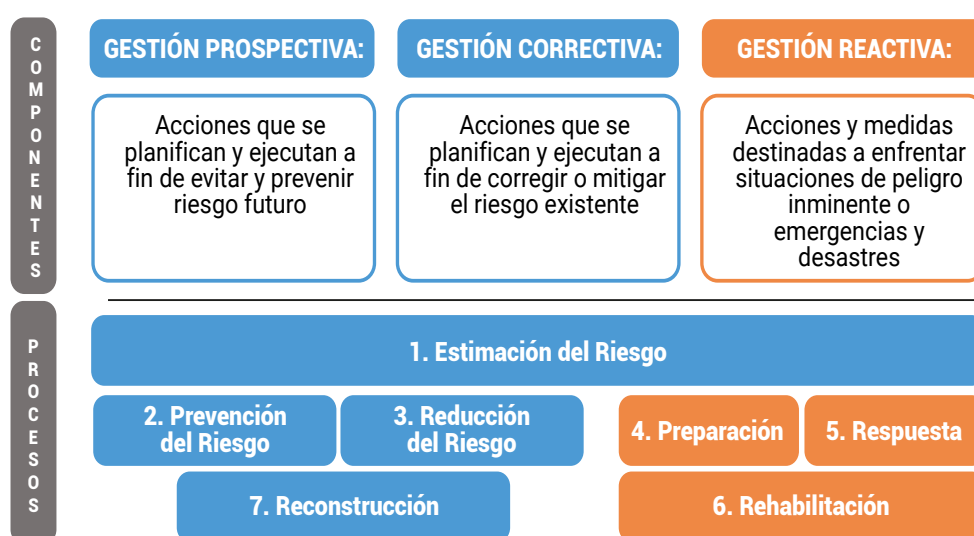 COMPONENTES
GESTIÓN PROSPECTIVA:
Acciones que se
planifican y ejecutan a
fin de evitar y prevenir
riesgo futuro
GESTIÓN CORRECTIVA:
Acciones que se
planifican y ejecutan a
fin de corregir o mitigar
el riesgo existente
GESTIÓN REACTIVA:
Acciones y medidas
destinadas a enfrentar
situaciones de peligro
inminente o
emergencias y
desastres
PROCESOS
1. Estimación del Riesgo
2. Prevención
del Riesgo
3. Reducción
del Riesgo
4. Preparación
5. Respuesta
7. Reconstrucción
6. Rehabilitación